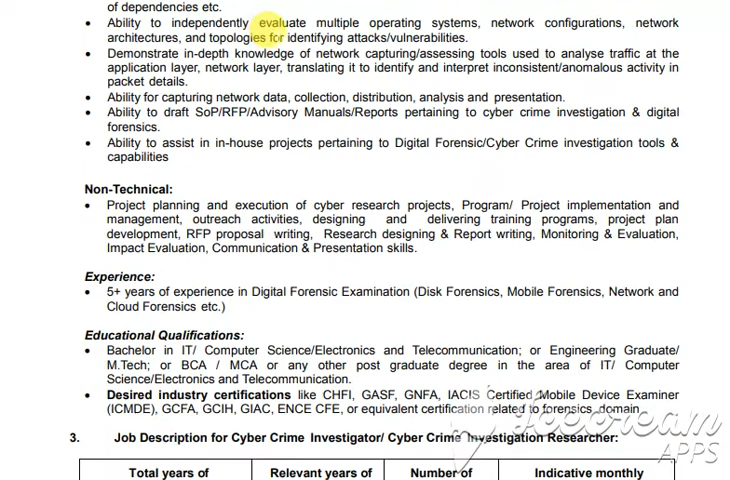 of dependencies etc.
• Ability to independently evaluate multiple operating systems, network configurations, network
architectures, and topologies for identifying attacks/vulnerabilities.
• Demonstrate in-depth knowledge of network capturing/assessing tools used to analyse traffic at the
application layer, network layer, translating it to identify and interpret inconsistent/anomalous activity in
packet details.
• Ability for capturing network data, collection, distribution, analysis and presentation.
• Ability to draft SoP/RFP/Advisory Manuals/Reports pertaining to cyber crime investigation & digital
forensics.
• Ability to assist in in-house projects pertaining to Digital Forensic/Cyber Crime investigation tools &
capabilities
Non-Technical:
• Project planning and execution of cyber research projects, Program/ Project implementation and
management, outreach activities, designing and delivering training programs, project plan
development, RFP proposal writing, Research designing & Report writing, Monitoring & Evaluation,
Impact Evaluation, Communication & Presentation skills.
Experience:
• 5+ years of experience in Digital Forensic Examination (Disk Forensics, Mobile Forensics, Network and
Cloud Forensics etc.)
Educational Qualifications:
• Bachelor in IT/ Computer Science/Electronics and Telecommunication; or Engineering Graduate/
M.Tech; or BCA / MCA or any other post graduate degree in the area of IT/ Computer
Science/Electronics and Telecommunication.
• Desired industry certifications like CHFI, GASF, GNFA, IACIS Certified Mobile Device Examiner
(ICMDE), GCFA, GCIH, GIAC, ENCE CFE, or equivalent certification related to forensics domain
3. Job Description for Cyber Crime Investigator/ Cyber Crime Investigation Researcher:
Total years of Relevant years of Number of Indicative monthly
Icecream
APPS